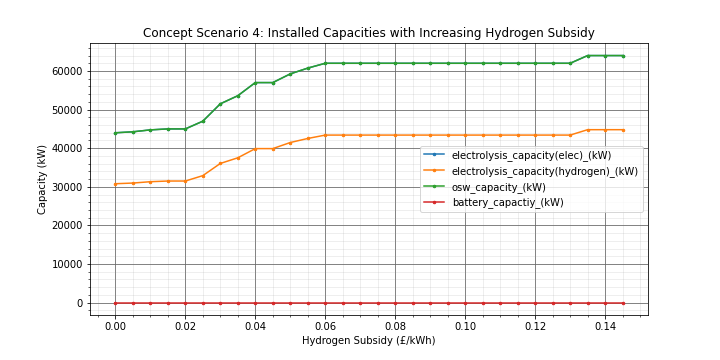 Concept Scenario 4: Installed Capacities with Increasing Hydrogen Subsidy
60000
50000
40000
30000
20000
10000
0
Capacity (kW)
electrolysis_capacity(elec)_(kW)
electrolysis_capacity(hydrogen)_(kW)
osw_capacity_(kW)
battery_capactiy_(kW)
0.00 0.02 0.04 0.06 0.08 0.10 0.12 0.14
Hydrogen Subsidy (£/kWh)